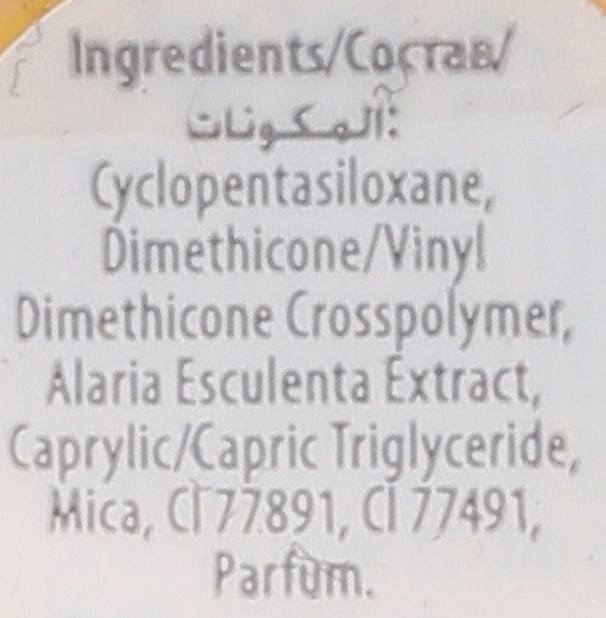 Ingredients/Состав/
المكونات:
Cyclopentasiloxane,
Dimethicone/Vinyl
Dimethicone Crosspolymer,
Alaria Esculenta Extract,
Caprylic/Capric Triglyceride,
Mica, CI 77891, CI 77491,
Parfum.